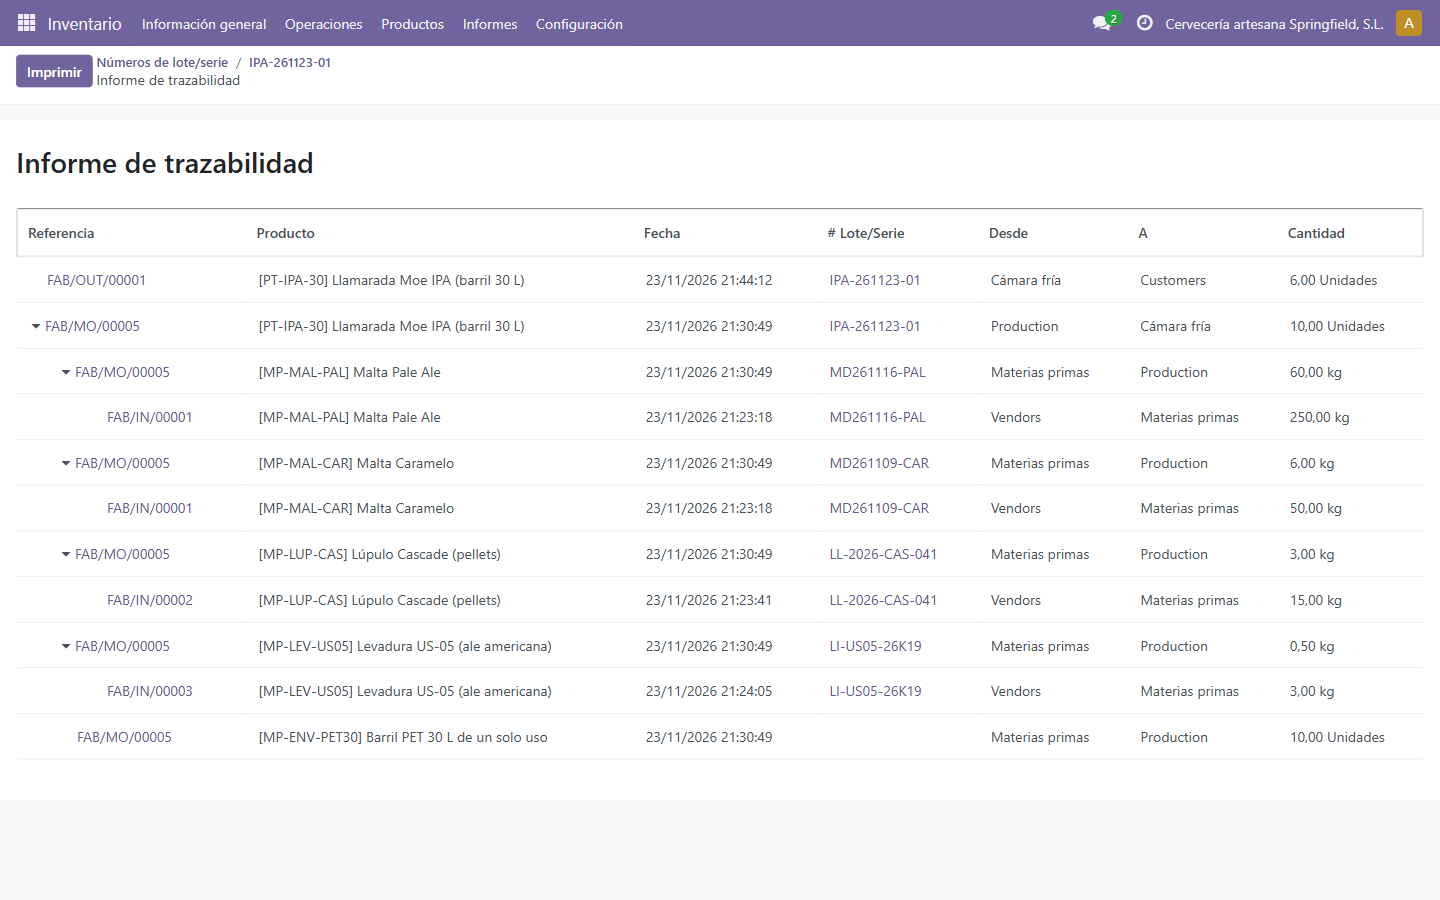 Inventario Información general Operaciones Productos Informes Configuración 2 Cervecería artesana Springfield, S.L. A
Imprimir Números de lote/serie / IPA-261123-01
Informe de trazabilidad
Informe de trazabilidad
Referencia Producto Fecha # Lote/Serie Desde A Cantidad
FAB/OUT/00001 [PT-IPA-30] Llamarada Moe IPA (barril 30 L) 23/11/2026 21:44:12 IPA-261123-01 Cámara fría Customers 6,00 Unidades
FAB/MO/00005 [PT-IPA-30] Llamarada Moe IPA (barril 30 L) 23/11/2026 21:30:49 IPA-261123-01 Production Cámara fría 10,00 Unidades
FAB/MO/00005 [MP-MAL-PAL] Malta Pale Ale 23/11/2026 21:30:49 MD261116-PAL Materias primas Production 60,00 kg
FAB/IN/00001 [MP-MAL-PAL] Malta Pale Ale 23/11/2026 21:23:18 MD261116-PAL Vendors Materias primas 250,00 kg
FAB/MO/00005 [MP-MAL-CAR] Malta Caramelo 23/11/2026 21:30:49 MD261109-CAR Materias primas Production 6,00 kg
FAB/IN/00001 [MP-MAL-CAR] Malta Caramelo 23/11/2026 21:23:18 MD261109-CAR Vendors Materias primas 50,00 kg
FAB/MO/00005 [MP-LUP-CAS] Lúpulo Cascade (pellets) 23/11/2026 21:30:49 LL-2026-CAS-041 Materias primas Production 3,00 kg
FAB/IN/00002 [MP-LUP-CAS] Lúpulo Cascade (pellets) 23/11/2026 21:23:41 LL-2026-CAS-041 Vendors Materias primas 15,00 kg
FAB/MO/00005 [MP-LEV-US05] Levadura US-05 (ale americana) 23/11/2026 21:30:49 LI-US05-26K19 Materias primas Production 0,50 kg
FAB/IN/00003 [MP-LEV-US05] Levadura US-05 (ale americana) 23/11/2026 21:24:05 LI-US05-26K19 Vendors Materias primas 3,00 kg
FAB/MO/00005 [MP-ENV-PET30] Barril PET 30 L de un solo uso 23/11/2026 21:30:49 Materias primas Production 10,00 Unidades